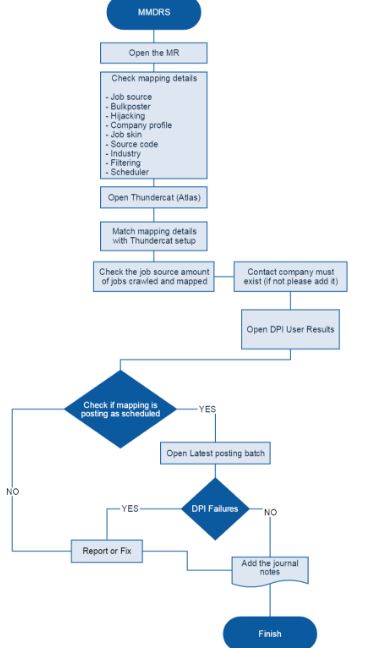 MMDRS
Open the MR
Check mapping details
- Job source
- Bulkposter
- Hijacking
- Company profile
- Job skin
- Source code
- Industry
- Filtering
- Scheduler
Open Thundercat (Atlas)
Match mapping details
with Thundercat setup
Check the job source amount
of jobs crawled and mapped
Contact company must
exist (if not please add it)
Open DPI User Results
Check if mapping is
posting as scheduled
YES
Open Latest posting batch
NO
DPI Failures
YES
NO
Report or Fix
Add the journal
notes
Finish